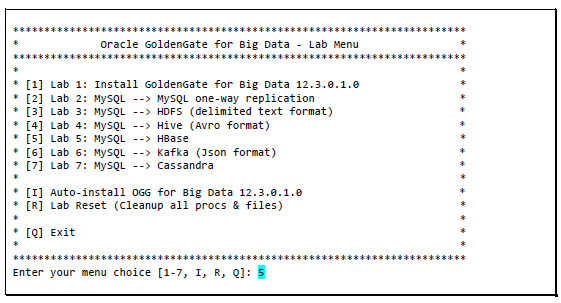 ************************************************************************
* Oracle GoldenGate for Big Data - Lab Menu *
************************************************************************
* *
* [1] Lab 1: Install GoldenGate for Big Data 12.3.0.1.0 *
* [2] Lab 2: MySQL --> MySQL one-way replication *
* [3] Lab 3: MySQL --> HDFS (delimited text format) *
* [4] Lab 4: MySQL --> Hive (Avro format) *
* [5] Lab 5: MySQL --> HBase *
* [6] Lab 6: MySQL --> Kafka (Json format) *
* [7] Lab 7: MySQL --> Cassandra *
* *
* [I] Auto-install OGG for Big Data 12.3.0.1.0 *
* [R] Lab Reset (Cleanup all procs & files) *
* *
* [Q] Exit *
* *
************************************************************************
Enter your menu choice [1-7, I, R, Q]: 5